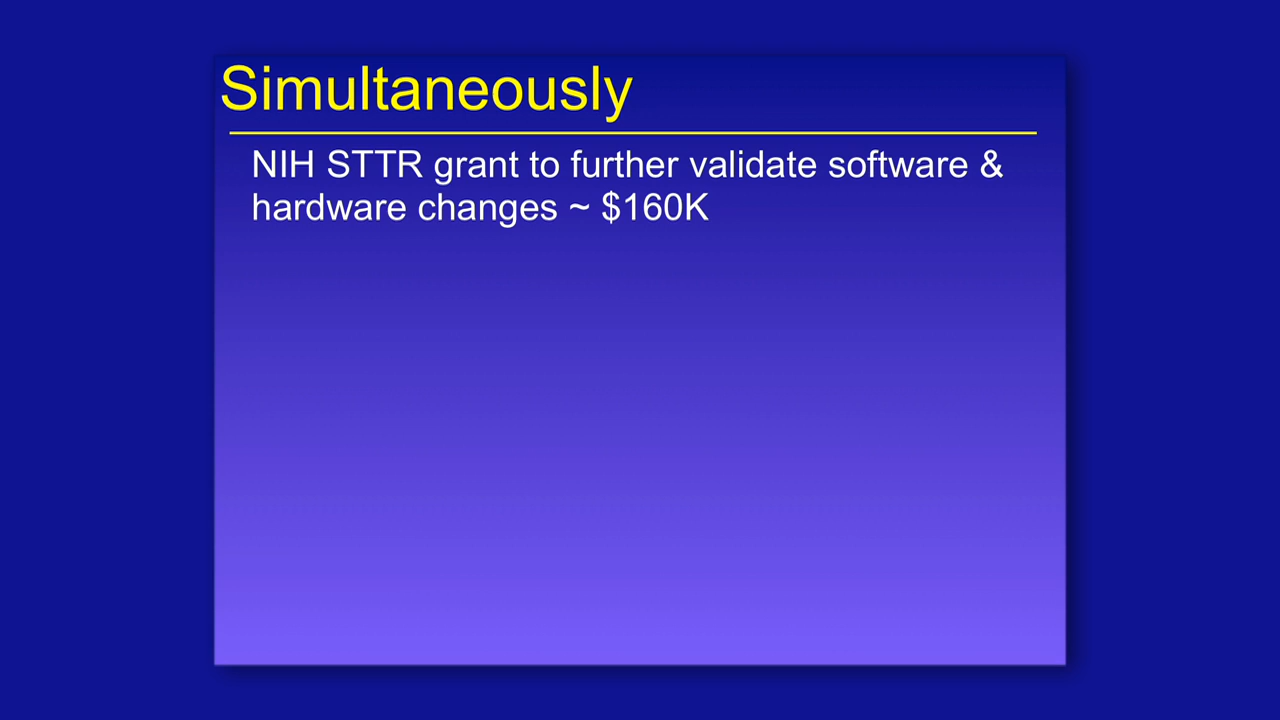 Simultaneously
NIH STTR grant to further validate software &
hardware changes ~ $160K